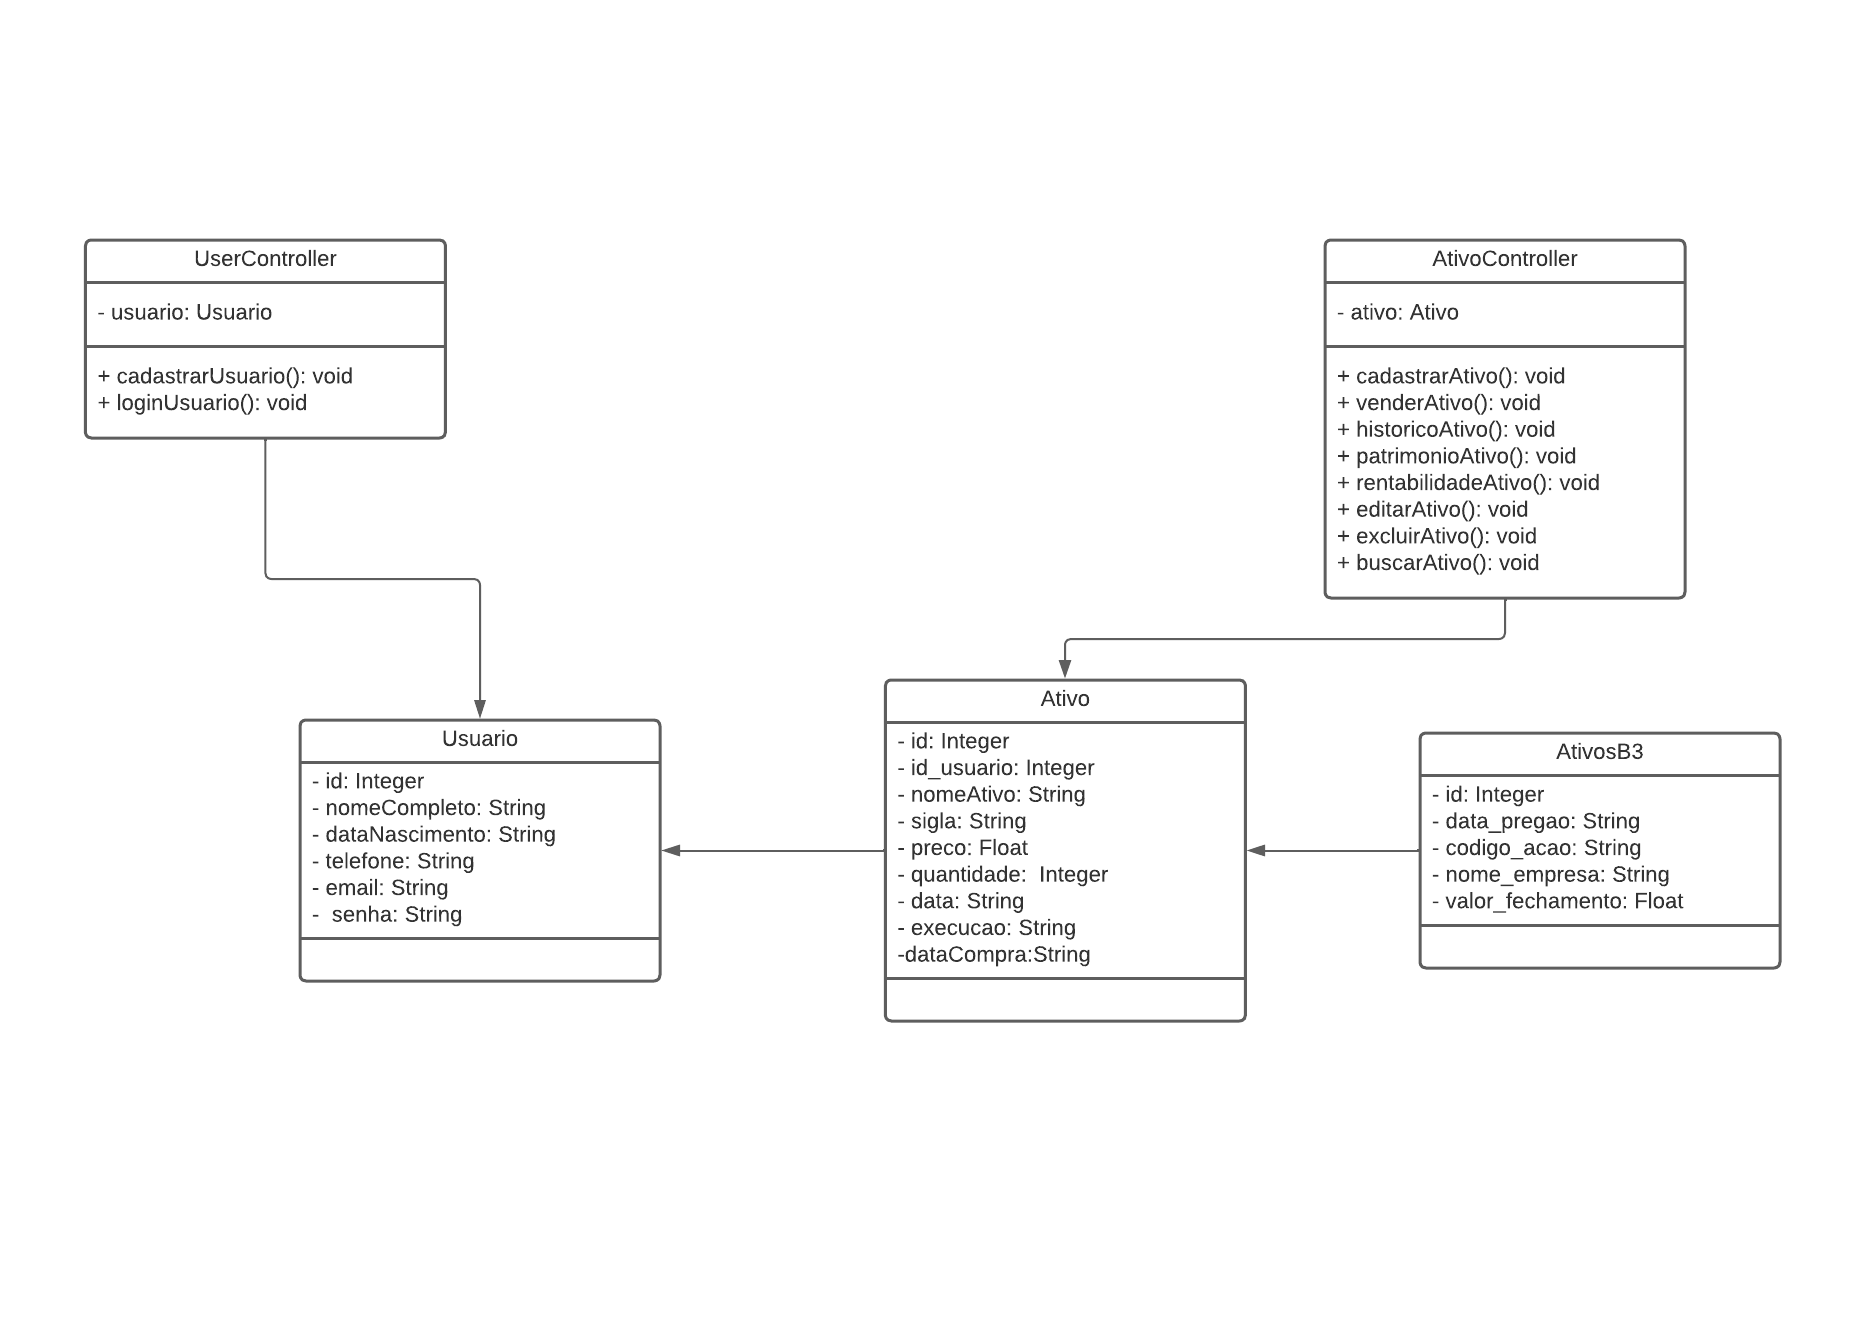 UserController
- usuario: Usuario
+ cadastrarUsuario(): void
+ loginUsuario(): void
AtivoController
- ativo: Ativo
+ cadastrarAtivo(): void
+ venderAtivo(): void
+ historicoAtivo(): void
+ patrimonioAtivo(): void
+ rentabilidadeAtivo(): void
+ editarAtivo(): void
+ excluirAtivo(): void
+ buscarAtivo(): void
Usuario
- id: Integer
- nomeCompleto: String
- dataNascimento: String
- telefone: String
- email: String
-  senha: String
Ativo
- id: Integer
- id_usuario: Integer
- nomeAtivo: String
- sigla: String
- preco: Float
- quantidade:  Integer
- data: String
- execucao: String
-dataCompra:String
AtivosB3
- id: Integer
- data_pregao: String
- codigo_acao: String
- nome_empresa: String
- valor_fechamento: Float